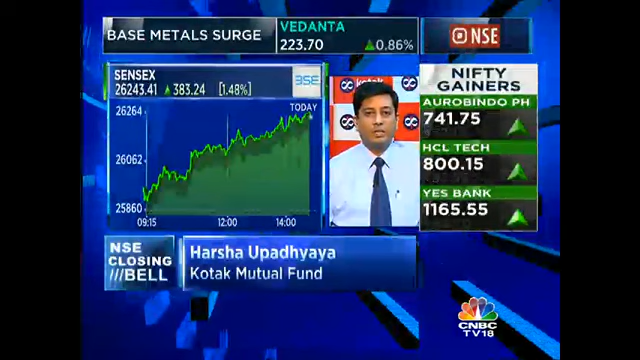 BASE METALS SURGE
VEDANTA
223.70 0.86%
NSE
SENSEX
26243.41 383.24 [1.48%]
BSE
TODAY
26264
26062
25860
09:15 12:00 14:00
kotak
NIFTY
GAINERS
AUROBINDO PH
741.75
HCL TECH
800.15
YES BANK
1165.55
NSE
CLOSING
///BELL
Harsha Upadhyaya
Kotak Mutual Fund
CNBC
TV18